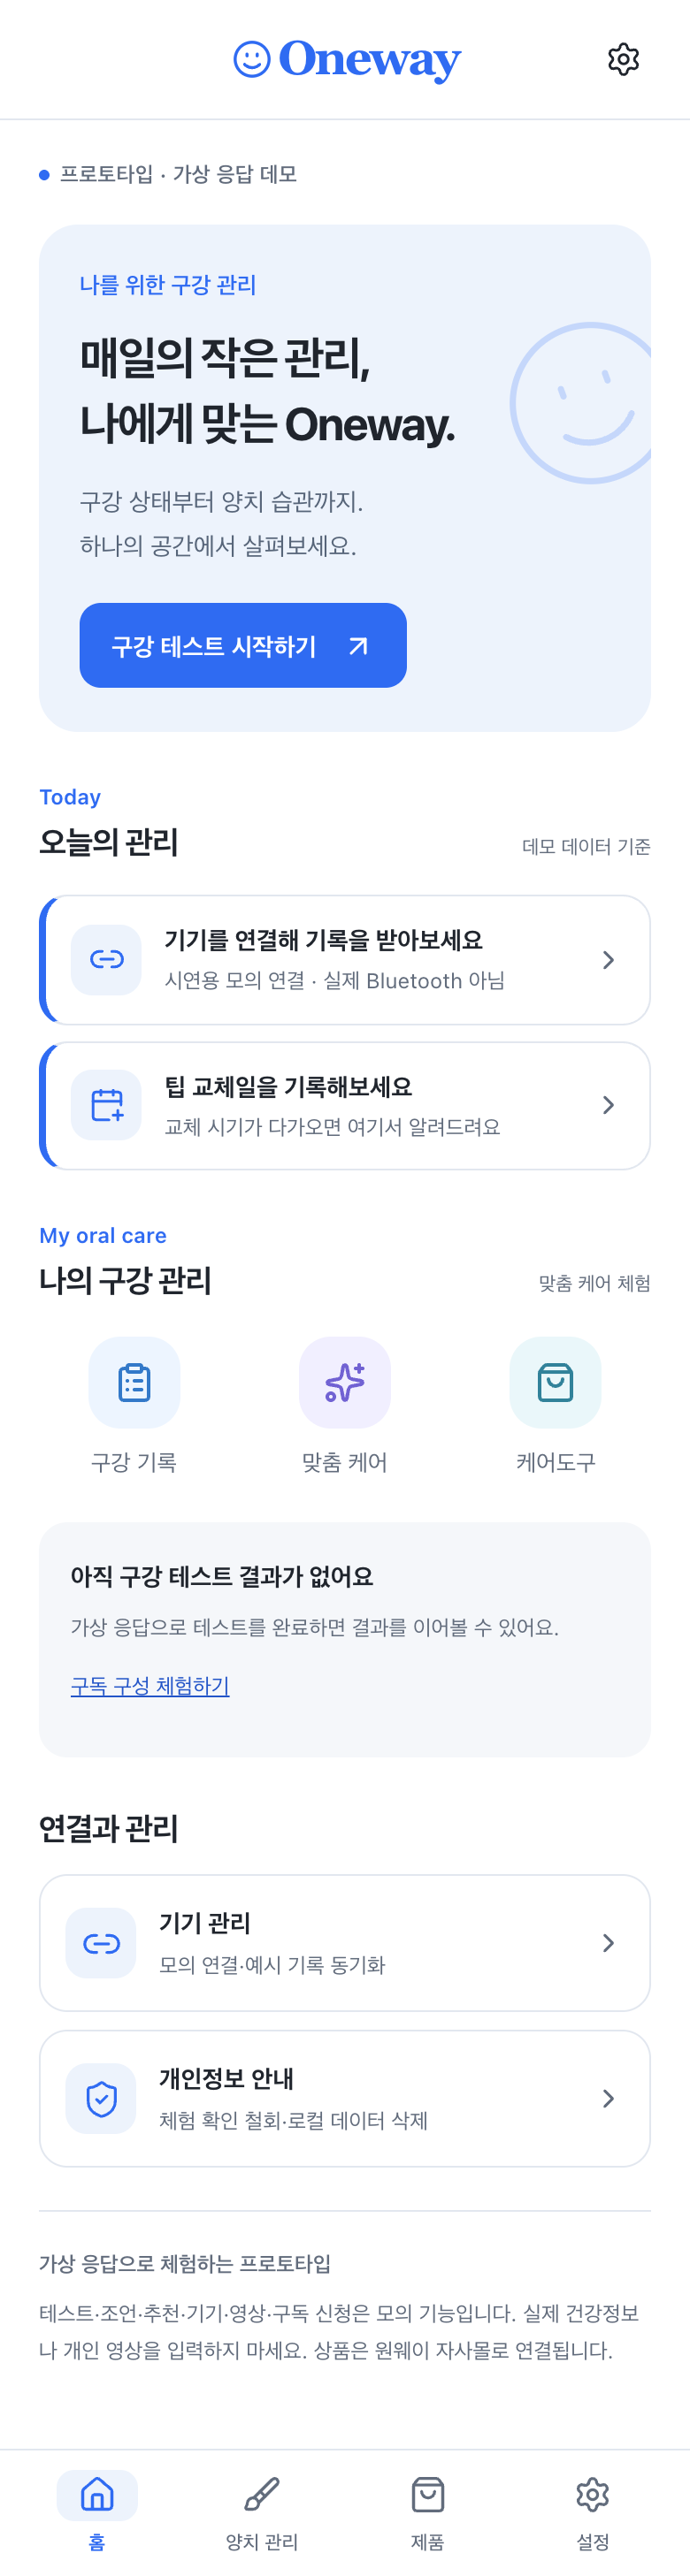 Oneway
프로토타입 · 가상 응답 데모
나를 위한 구강 관리
매일의 작은 관리,
나에게 맞는 Oneway.
구강 상태부터 양치 습관까지.
하나의 공간에서 살펴보세요.
구강 테스트 시작하기
Today
오늘의 관리
데모 데이터 기준
기기를 연결해 기록을 받아보세요
시연용 모의 연결 · 실제 Bluetooth 아님
팁 교체일을 기록해보세요
교체 시기가 다가오면 여기서 알려드려요
My oral care
나의 구강 관리
맞춤 케어 체험
구강 기록
맞춤 케어
케어도구
아직 구강 테스트 결과가 없어요
가상 응답으로 테스트를 완료하면 결과를 이어볼 수 있어요.
구독 구성 체험하기
연결과 관리
기기 관리
모의 연결·예시 기록 동기화
개인정보 안내
체험 확인 철회·로컬 데이터 삭제
가상 응답으로 체험하는 프로토타입
테스트·조언·추천·기기·영상·구독 신청은 모의 기능입니다. 실제 건강정보
나 개인 영상을 입력하지 마세요. 상품은 원웨이 자사몰로 연결됩니다.
홈
양치 관리
제품
설정